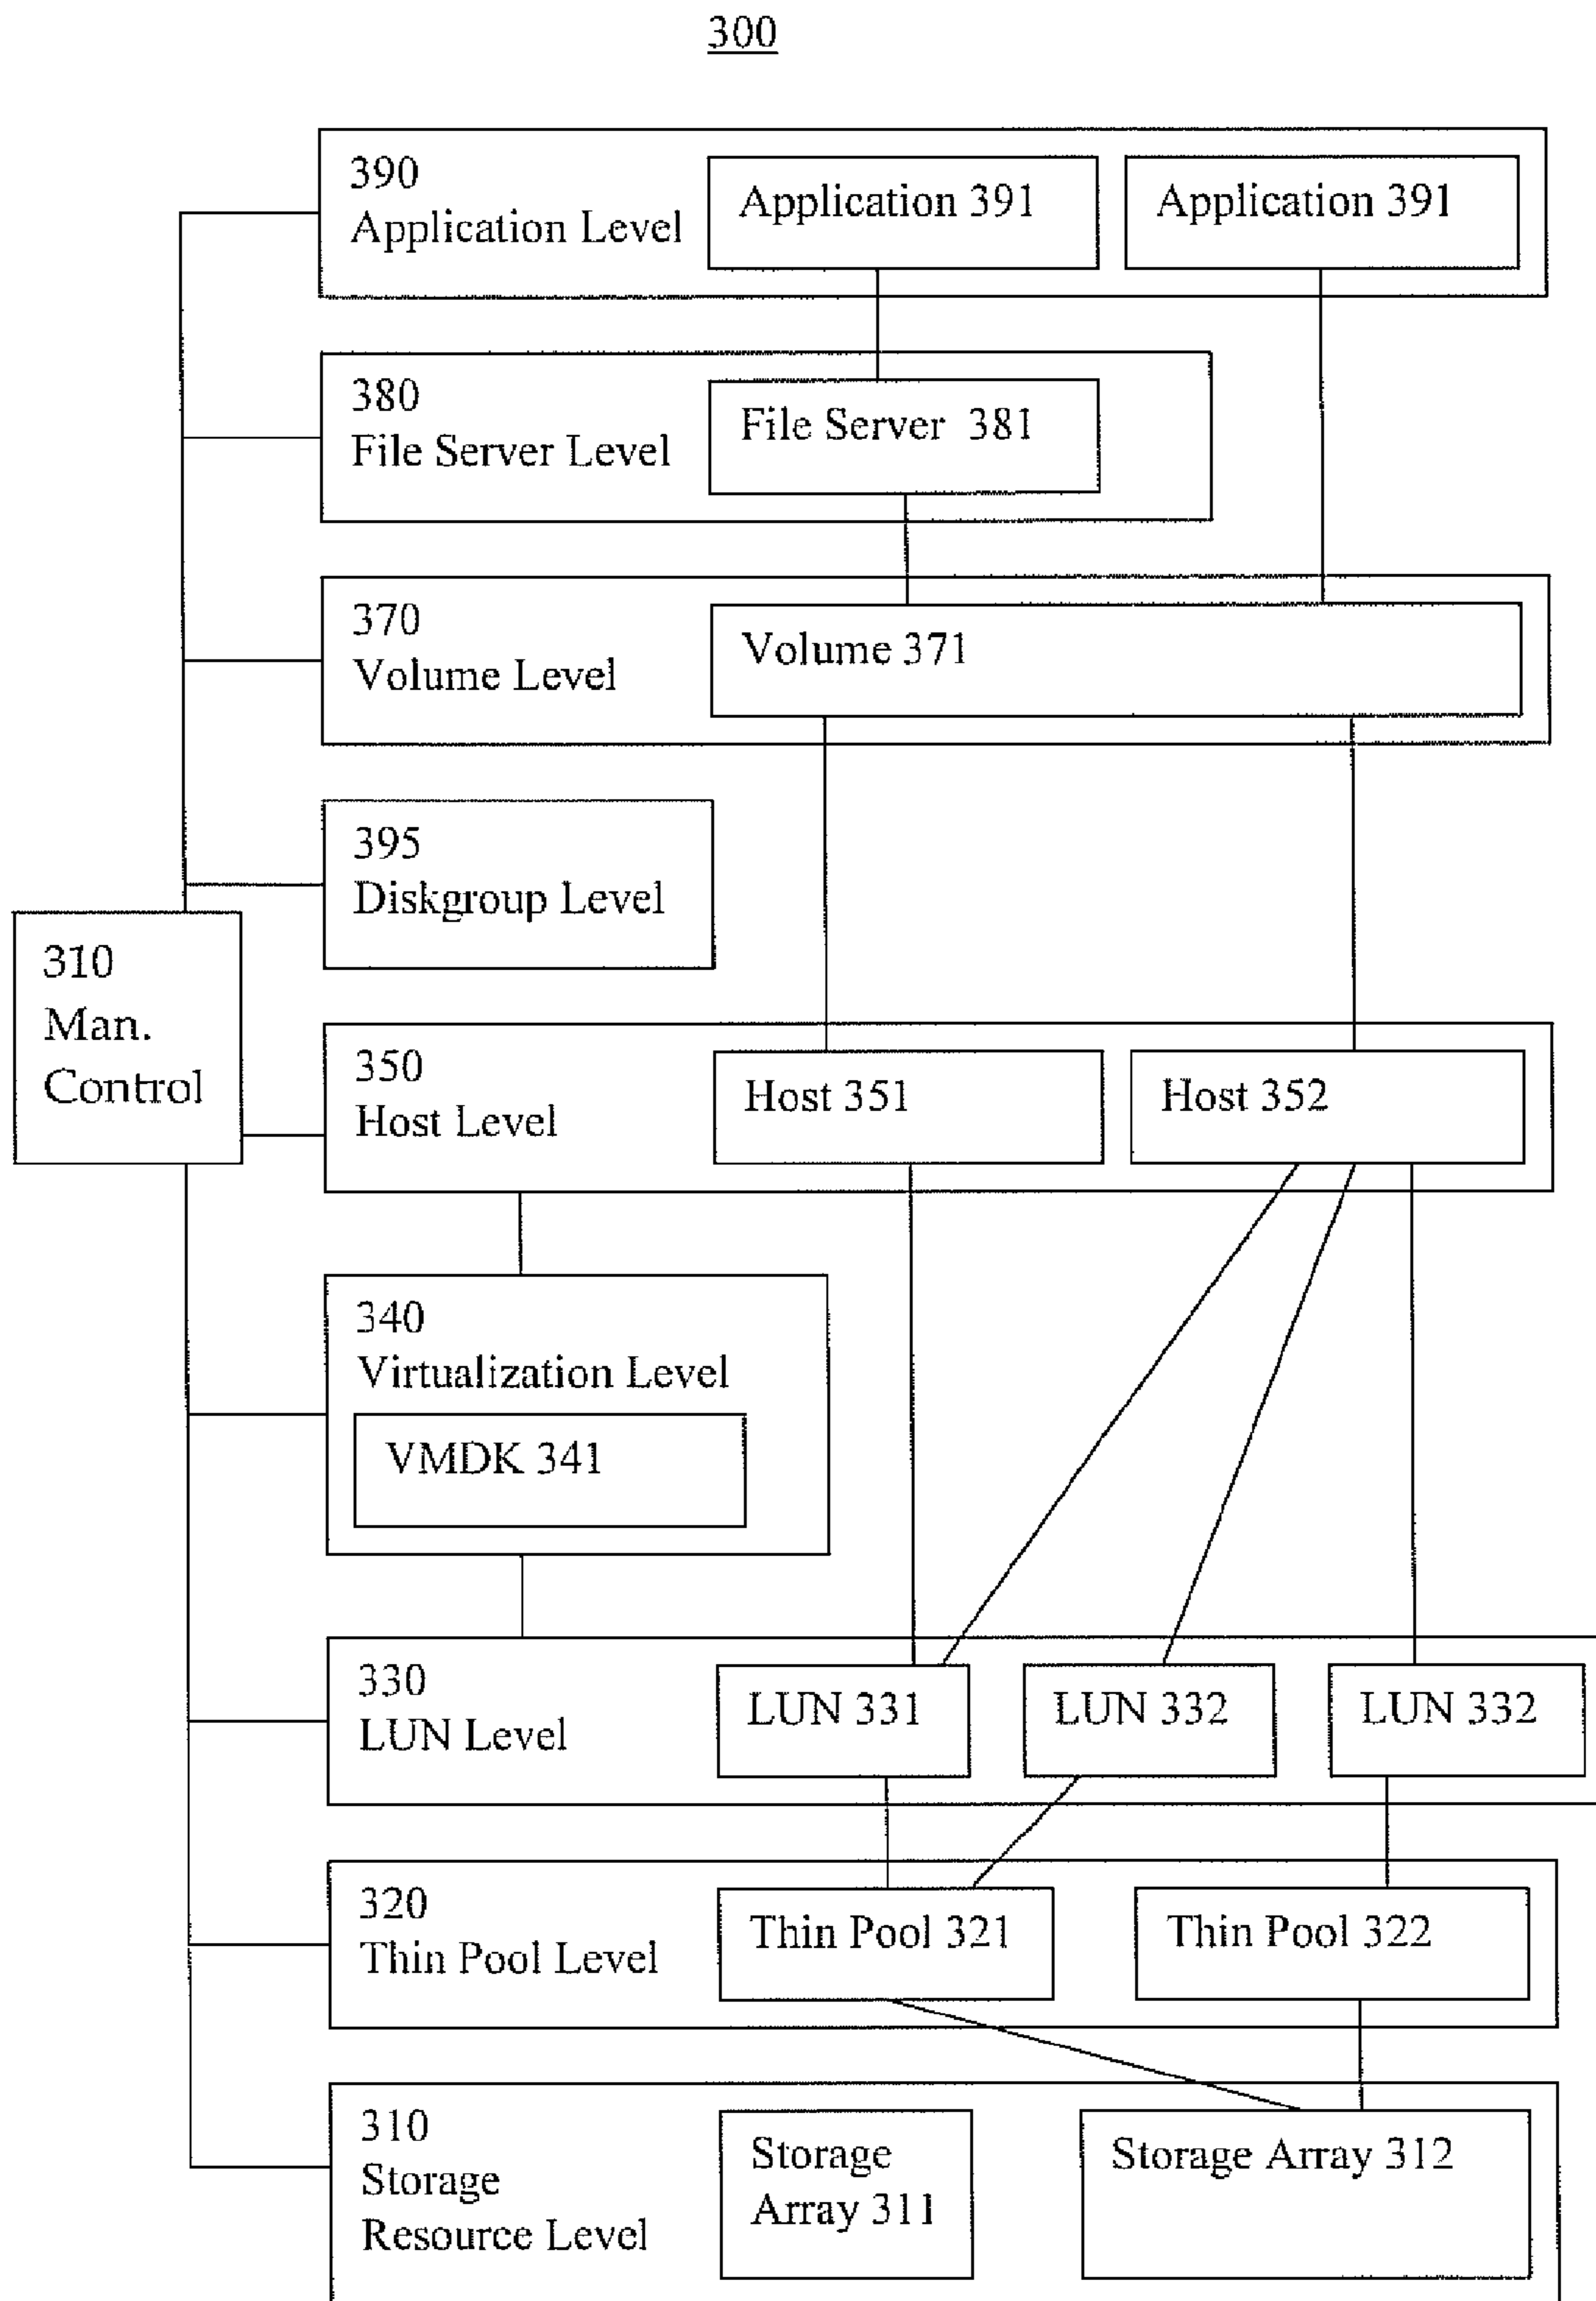 300
390
Application Level
Application 391
Application 391
380
File Server Level
File Server 381
370
Volume Level
Volume 371
395
Diskgroup Level
310
Man.
Control
350
Host Level
Host 351
Host 352
340
Virtualization Level
VMDK 341
330
LUN Level
LUN 331
LUN 332
LUN 332
320
Thin Pool Level
Thin Pool 321
Thin Pool 322
310
Storage
Resource Level
Storage
Array 311
Storage Array 312